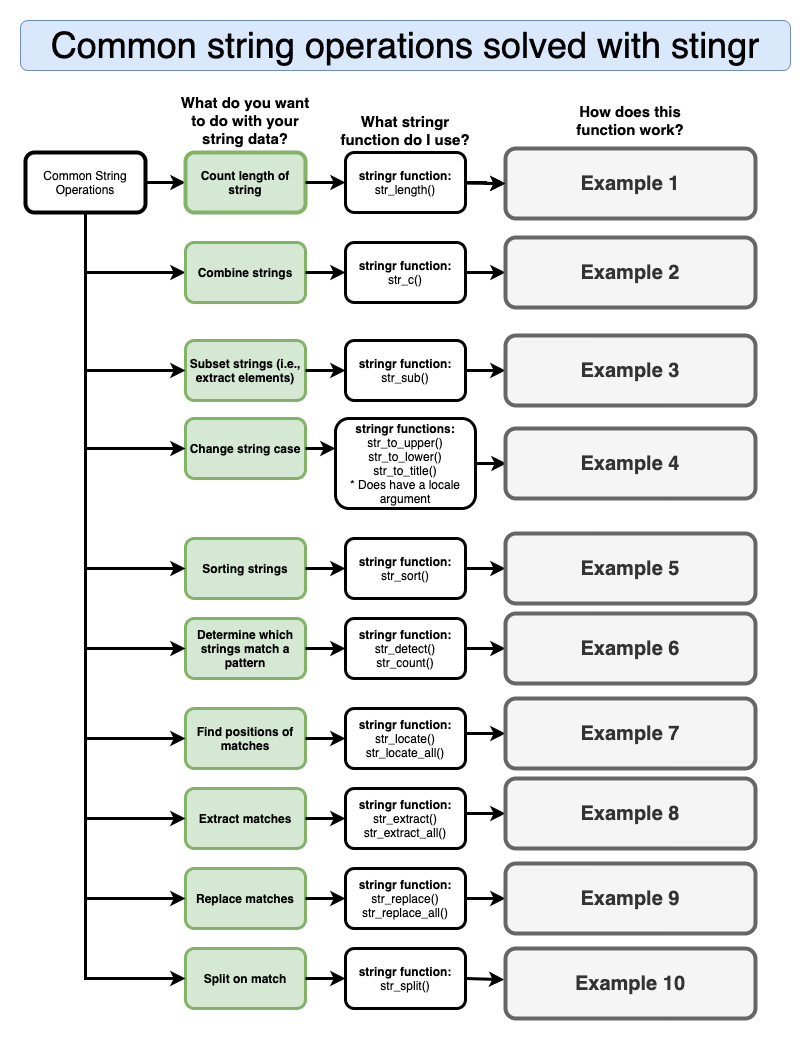 Common string operations solved with stingr
What do you want
to do with your
string data?
What stringr
function do I use?
How does this
function work?
Common String
Operations
Count length of
string
stringr function:
str_length()
Example 1
Combine strings
stringr function:
str_c()
Example 2
Subset strings (i.e.,
extract elements)
stringr function:
str_sub()
Example 3
Change string case
stringr functions:
str_to_upper()
str_to_lower()
str_to_title()
* Does have a locale
argument
Example 4
Sorting strings
stringr function:
str_sort()
Example 5
Determine which
strings match a
pattern
stringr function:
str_detect()
str_count()
Example 6
Find positions of
matches
stringr function:
str_locate()
str_locate_all()
Example 7
Extract matches
stringr function:
str_extract()
str_extract_all()
Example 8
Replace matches
stringr function:
str_replace()
str_replace_all()
Example 9
Split on match
stringr function:
str_split()
Example 10